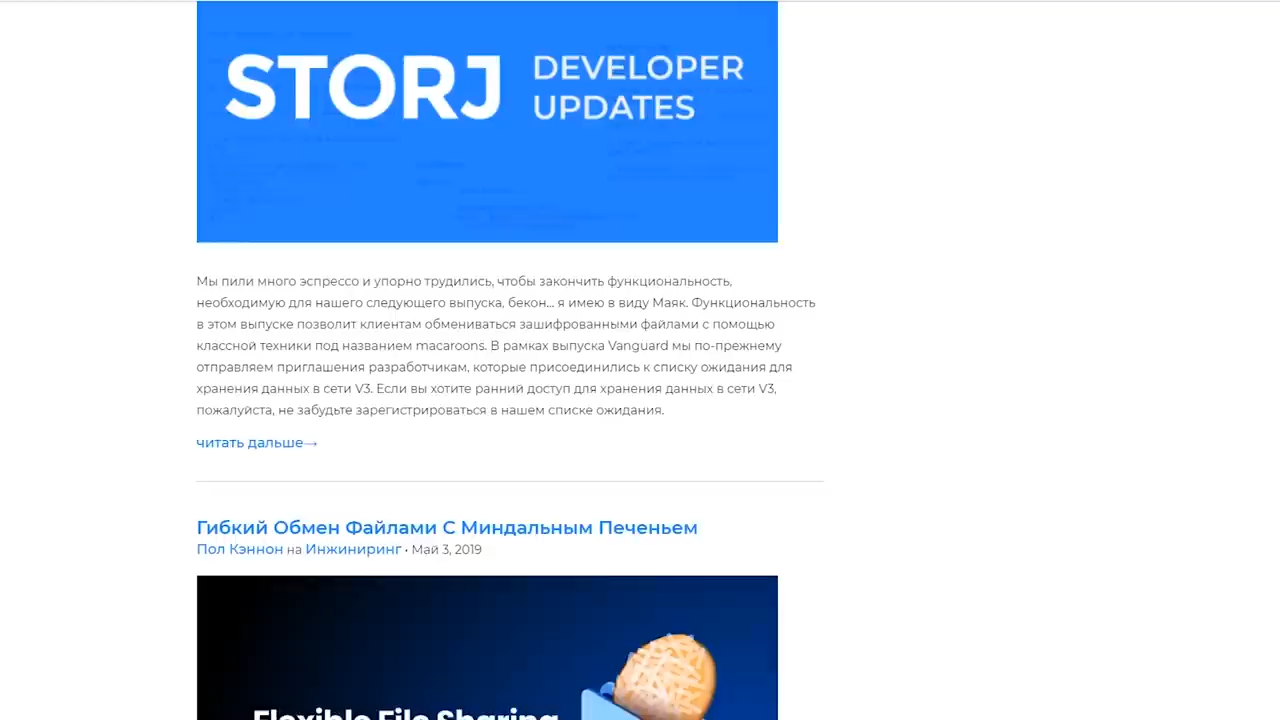 STORJ
DEVELOPER
UPDATES
Мы пили много эспрессо и упорно трудились, чтобы закончить функциональность,
необходимую для нашего следующего выпуска, бекон... я имею в виду Маяк. Функциональность
в этом выпуске позволит клиентам обмениваться зашифрованными файлами с помощью
классной техники под названием macaroons. В рамках выпуска Vanguard мы по-прежнему
отправляем приглашения разработчикам, которые присоединились к списку ожидания для
хранения данных в сети V3. Если вы хотите ранний доступ для хранения данных в сети V3,
пожалуйста, не забудьте зарегистрироваться в нашем списке ожидания.
читать дальше→
Гибкий Обмен Файлами С Миндальным Печеньем
Пол Кэннон на Инжиниринг • Май 3, 2019
Flexible File Sharing